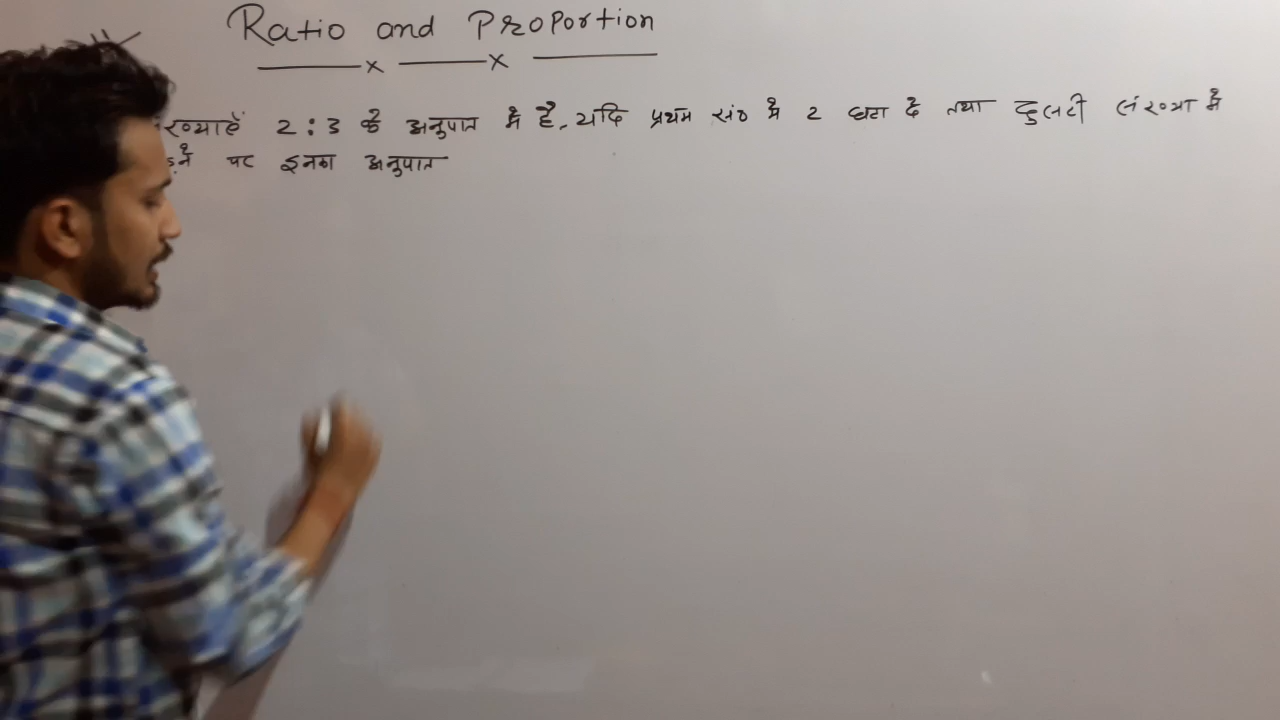 Ratio and Proportion
संख्याएँ 2 : 3 के अनुपात में है, यदि प्रथम सं० में 2 घटा दे तथा दुसरी संख्या में
पर इनका अनुपात